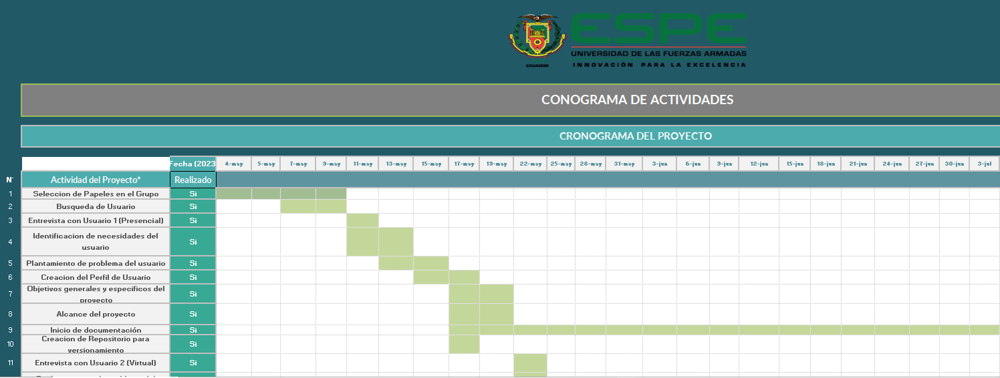 ESPE
UNIVERSIDAD DE LAS FUERZAS ARMADAS
ECUADOR
INNOVACIÓN PARA LA EXCELENCIA
CONOGRAMA DE ACTIVIDADES
CRONOGRAMA DEL PROYECTO
Fecha (2023 4-may 5-may 7-may 9-may 11-may 13-may 15-may 17-may 19-may 22-may 25-may 28-may 31-may 3-jun 6-jun 9-jun 12-jun 15-jun 18-jun 21-jun 24-jun 27-jun 30-jun 3-jul
N° Actividad del Proyecto* Realizado
1 Seleccion de Papeles en el Grupo Si
2 Busqueda de Usuario Si
3 Entrevista con Usuario 1 (Presencial) Si
4 Identificacion de necesidades del
usuario Si
5 Plantamiento de problema del usuario Si
6 Creacion del Perfil de Usuario Si
7 Objetivos generales y especificos del
proyecto Si
8 Alcance del proyecto Si
9 Inicio de documentación Si
10 Creacion de Repositorio para
versionamiento Si
11 Entrevista con Usuario 2 (Virtual) Si